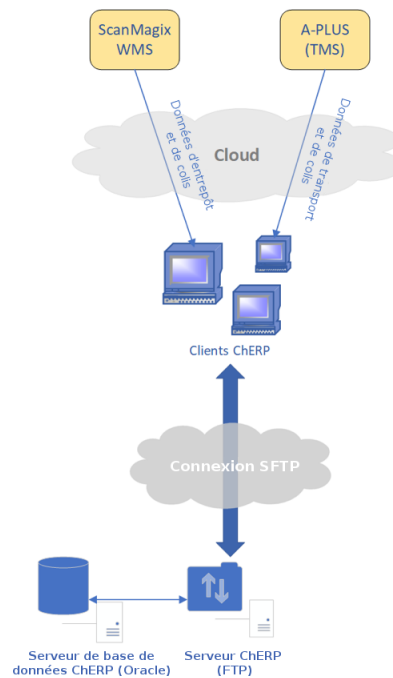 ScanMagix
WMS
A-PLUS
(TMS)
Cloud
Données d'entrepôt
et de colis
Données de transport
et de colis
Clients ChERP
Connexion SFTP
Serveur de base de
données ChERP (Oracle)
Serveur ChERP
(FTP)